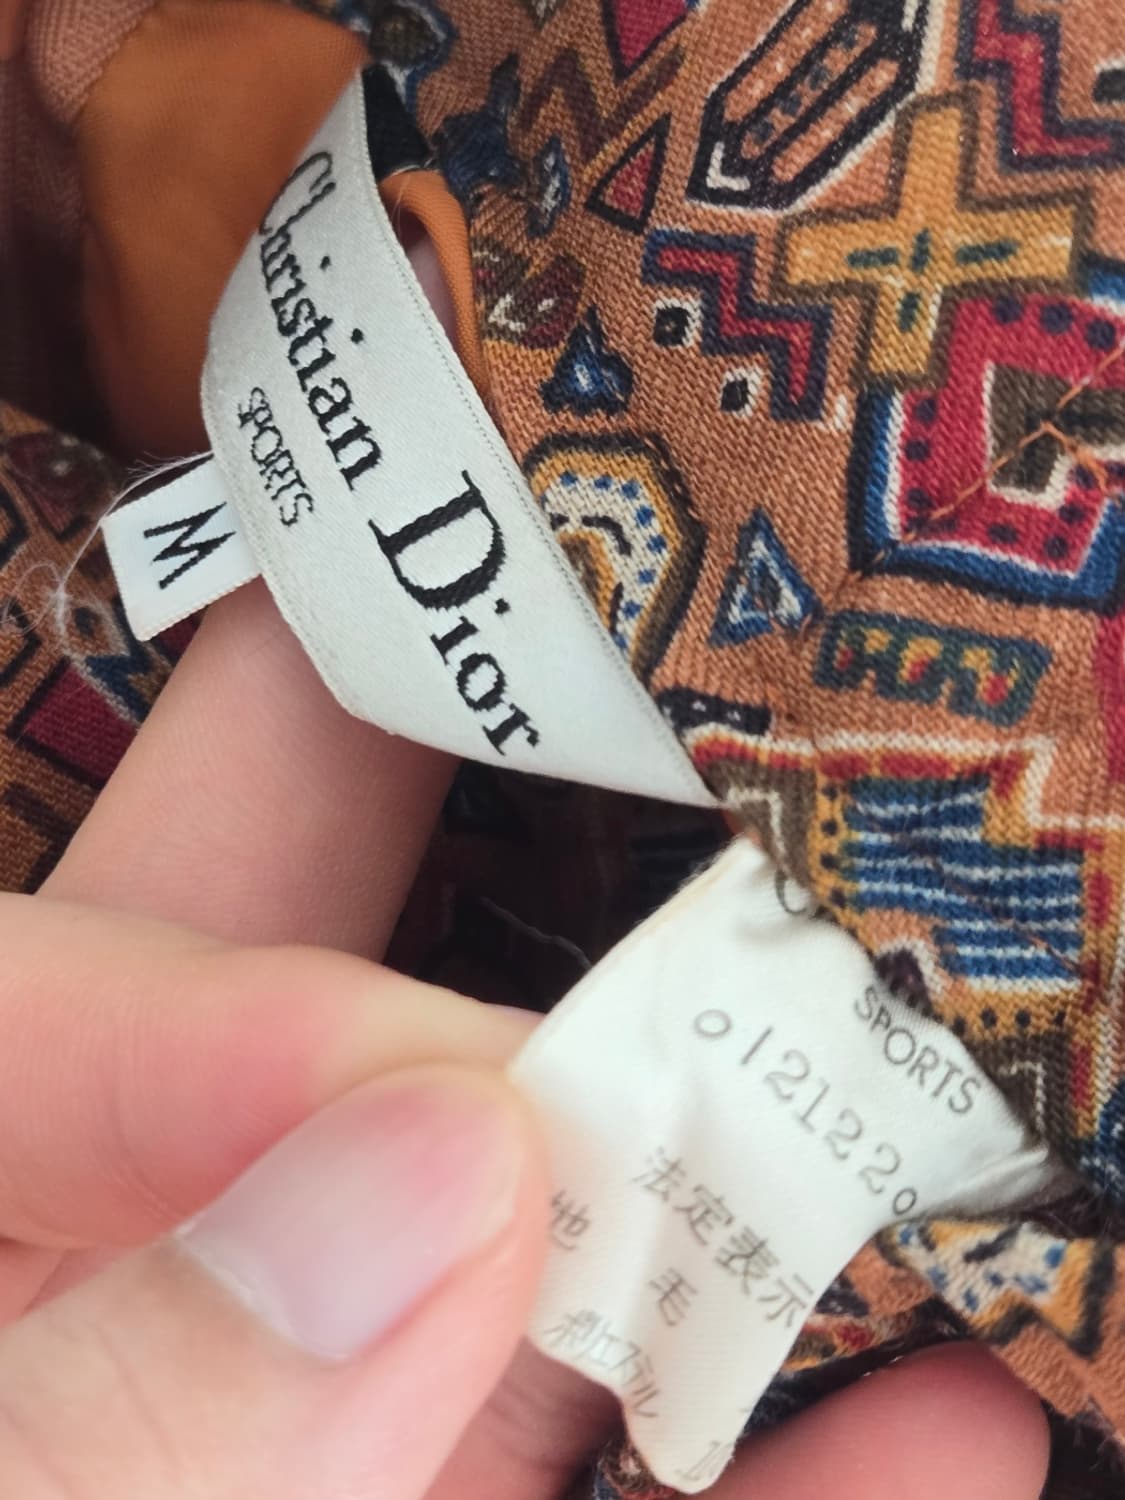 Christian Dior
SPORTS
M
SPORTS
0121220
法定表示
地 毛
ポリエステル